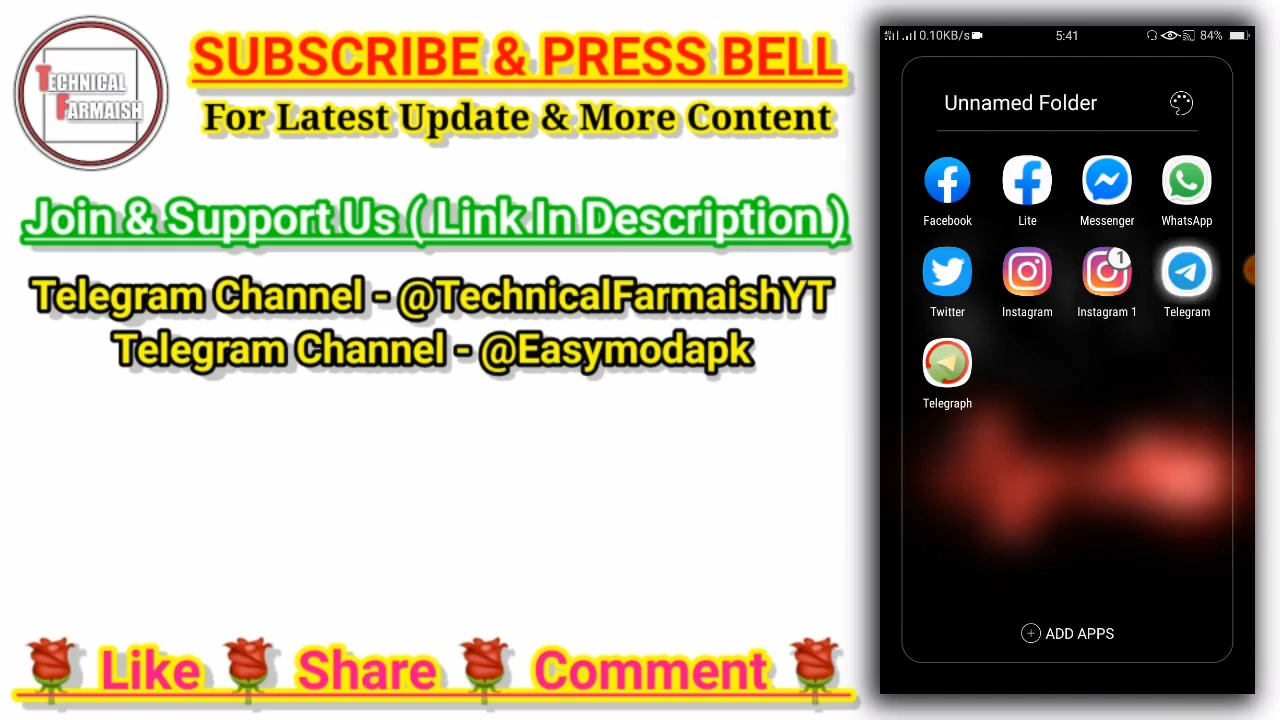 TECHNICAL
FARMAISH
SUBSCRIBE & PRESS BELL
For Latest Update & More Content
Join & Support Us ( Link In Description )
Telegram Channel - @TechnicalFarmaishYT
Telegram Channel - @Easymodapk
Like Share Comment
0.10KB/s 5:41 84%
Unnamed Folder
Facebook Lite Messenger WhatsApp
1
Twitter Instagram Instagram 1 Telegram
Telegraph
ADD APPS